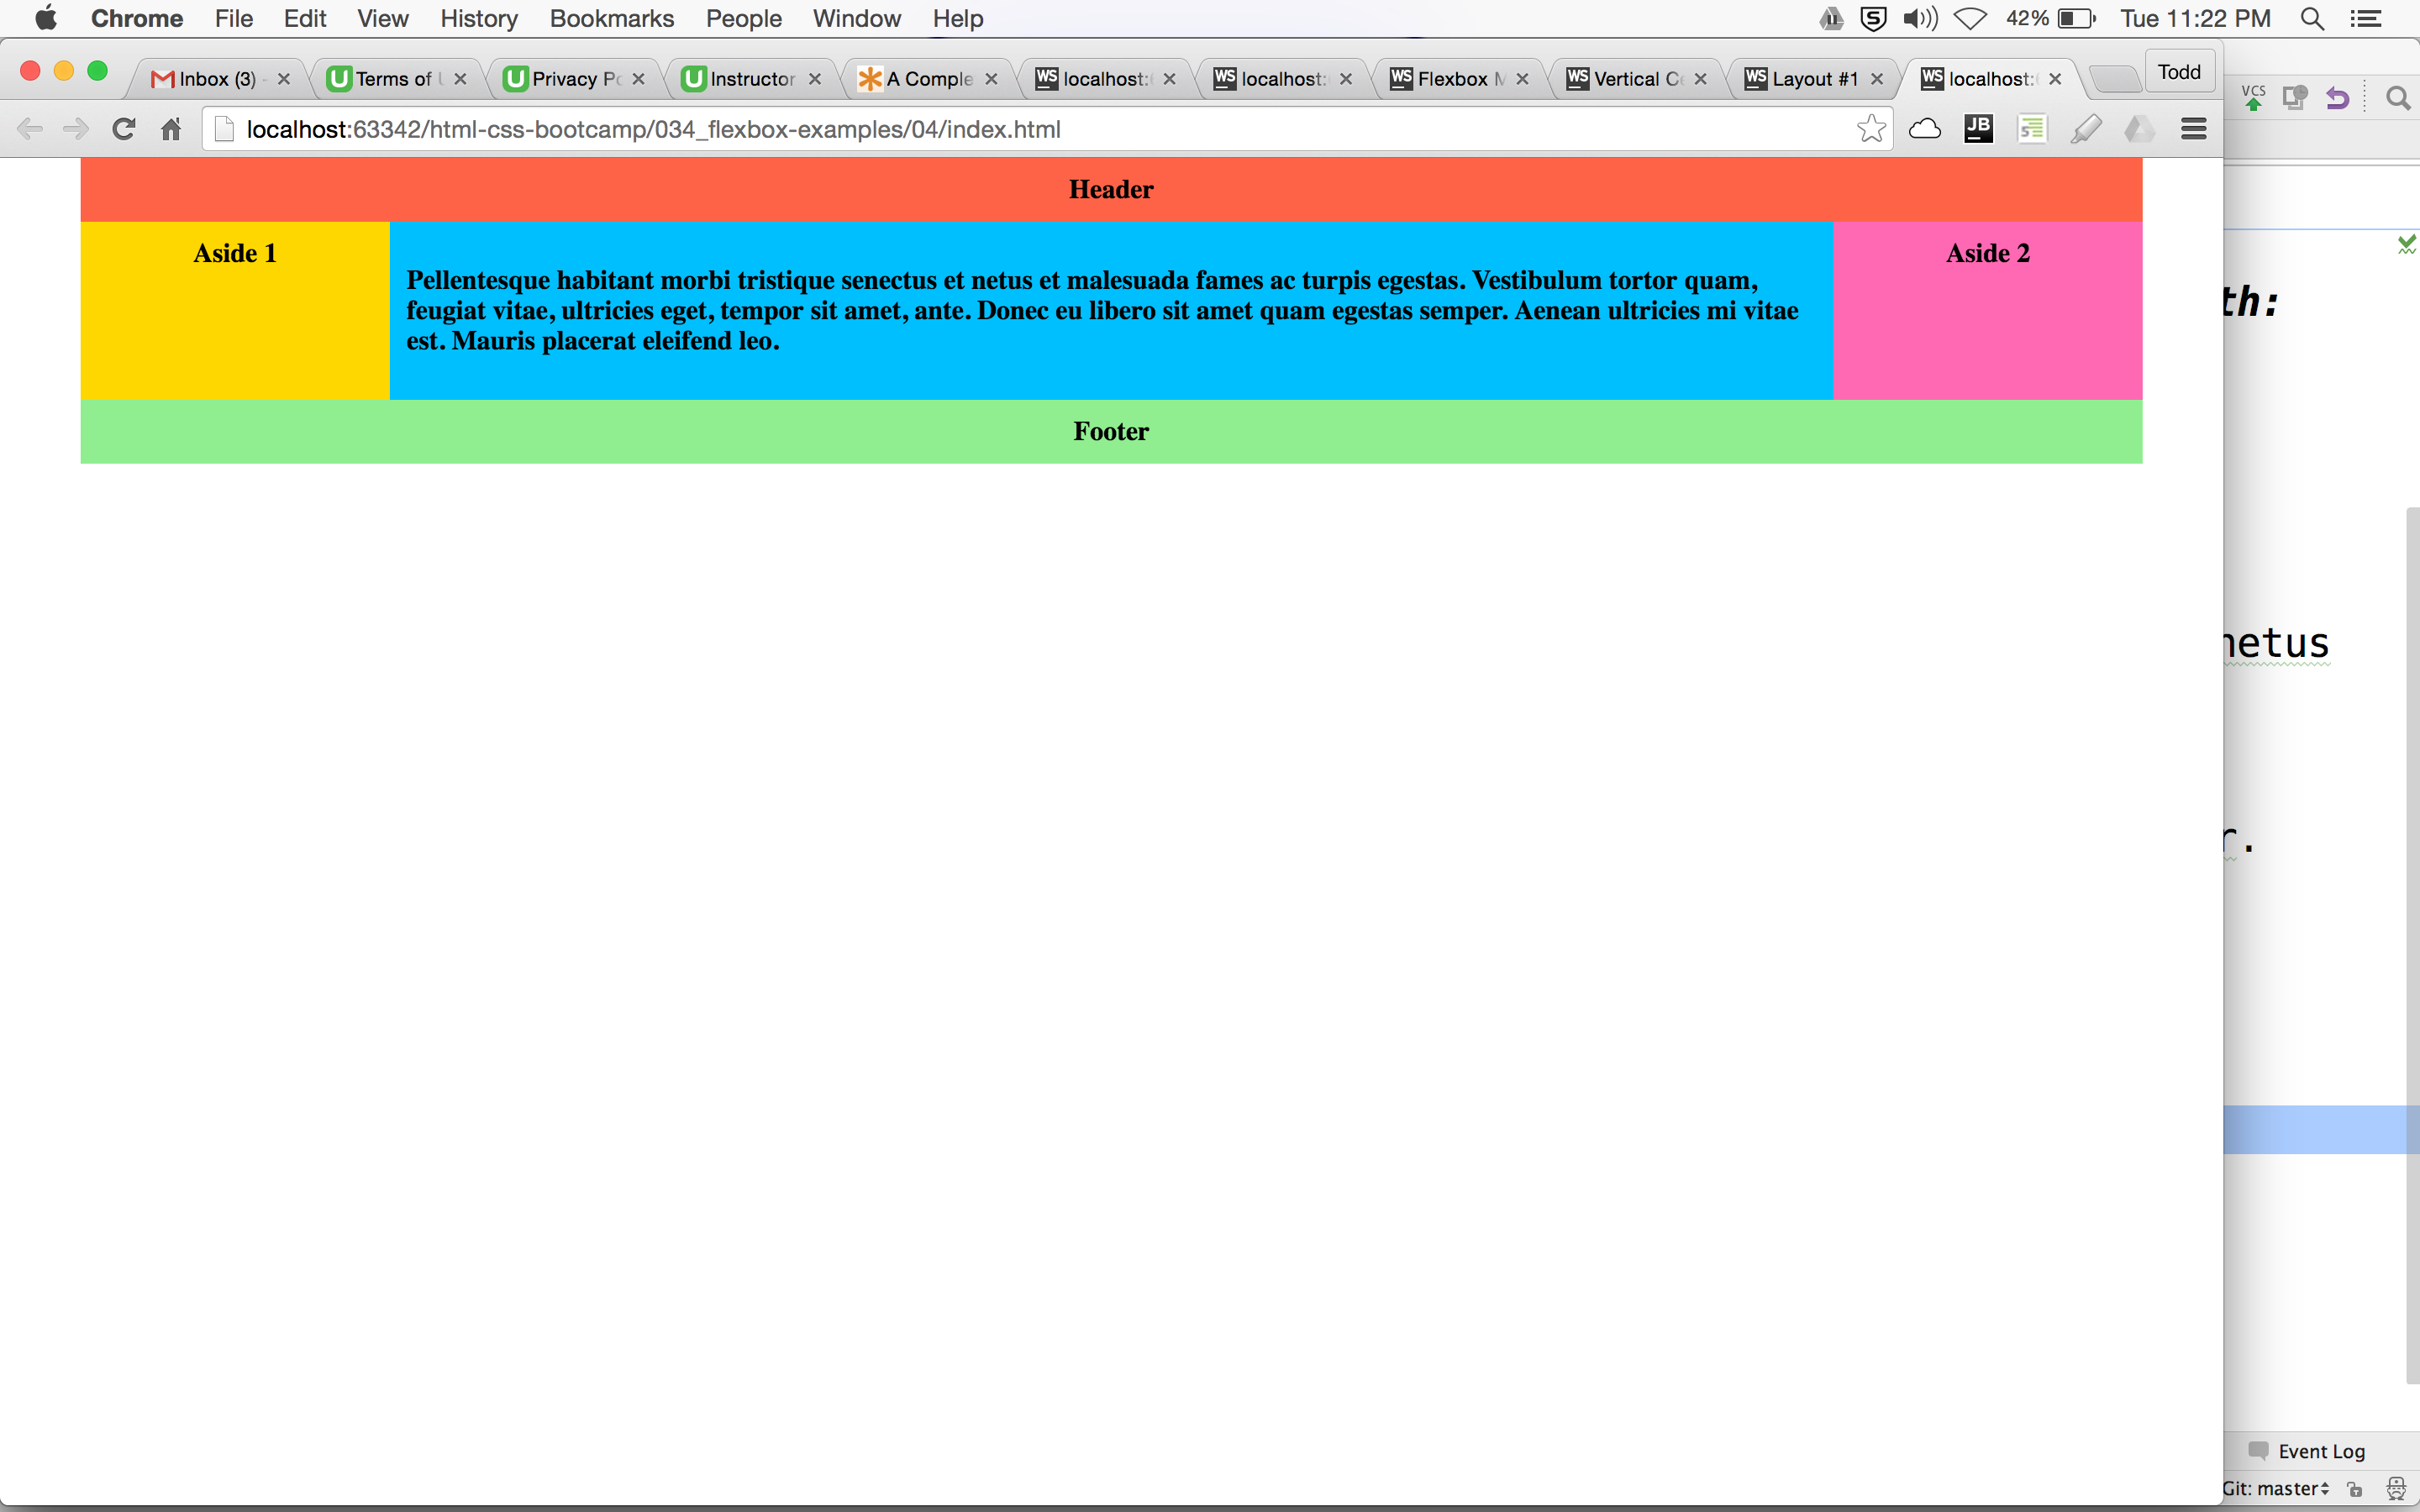 Chrome File Edit View History Bookmarks People Window Help 42% Tue 11:22 PM
Inbox (3) Terms of Privacy Instructor A Comple localhost: localhost: Flexbox Vertical Layout #1 localhost: Todd
VCS
localhost:63342/html-css-bootcamp/034_flexbox-examples/04/index.html JB
Header
Aside 1
Pellentesque habitant morbi tristique senectus et netus et malesuada fames ac turpis egestas. Vestibulum tortor quam,
feugiat vitae, ultricies eget, tempor sit amet, ante. Donec eu libero sit amet quam egestas semper. Aenean ultricies mi vitae
est. Mauris placerat eleifend leo.
Aside 2
Footer
th:
netus
r.
Event Log
Git: master